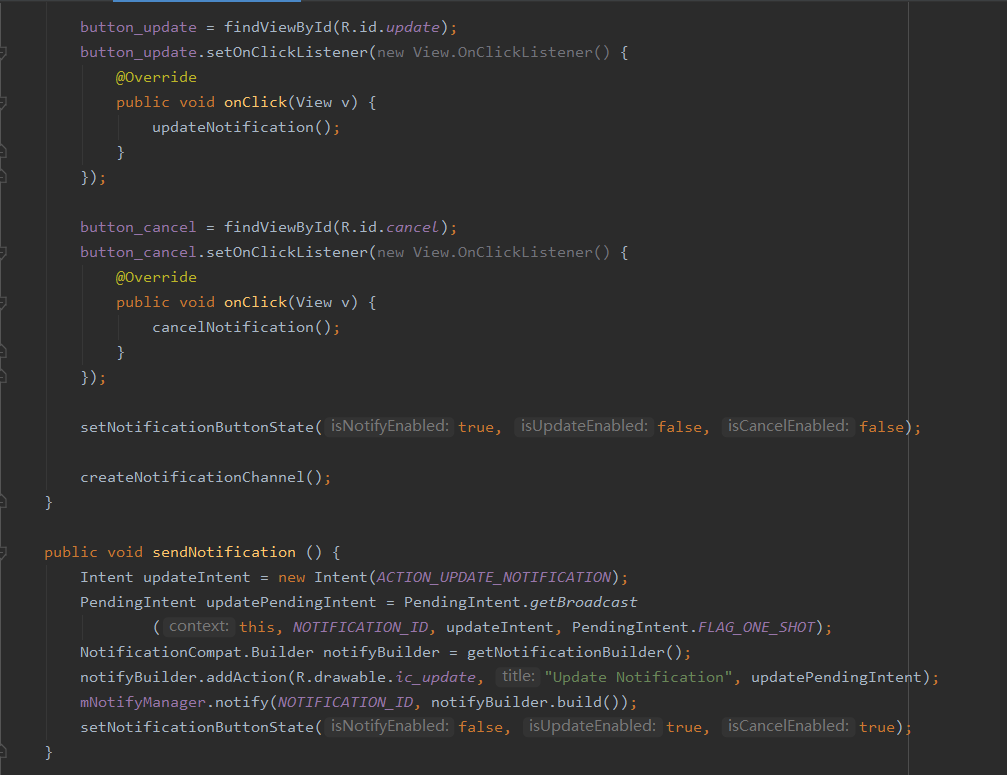 button_update = findViewById(R.id.update);
button_update.setOnClickListener(new View.OnClickListener() {
@Override
public void onClick(View v) {
updateNotification();
}
});
button_cancel = findViewById(R.id.cancel);
button_cancel.setOnClickListener(new View.OnClickListener() {
@Override
public void onClick(View v) {
cancelNotification();
}
});
setNotificationButtonState( isNotifyEnabled: true, isUpdateEnabled: false, isCancelEnabled: false);
createNotificationChannel();
}
public void sendNotification () {
Intent updateIntent = new Intent(ACTION_UPDATE_NOTIFICATION);
PendingIntent updatePendingIntent = PendingIntent.getBroadcast
( context: this, NOTIFICATION_ID, updateIntent, PendingIntent.FLAG_ONE_SHOT);
NotificationCompat.Builder notifyBuilder = getNotificationBuilder();
notifyBuilder.addAction(R.drawable.ic_update, title: "Update Notification", updatePendingIntent);
mNotifyManager.notify(NOTIFICATION_ID, notifyBuilder.build());
setNotificationButtonState( isNotifyEnabled: false, isUpdateEnabled: true, isCancelEnabled: true);
}